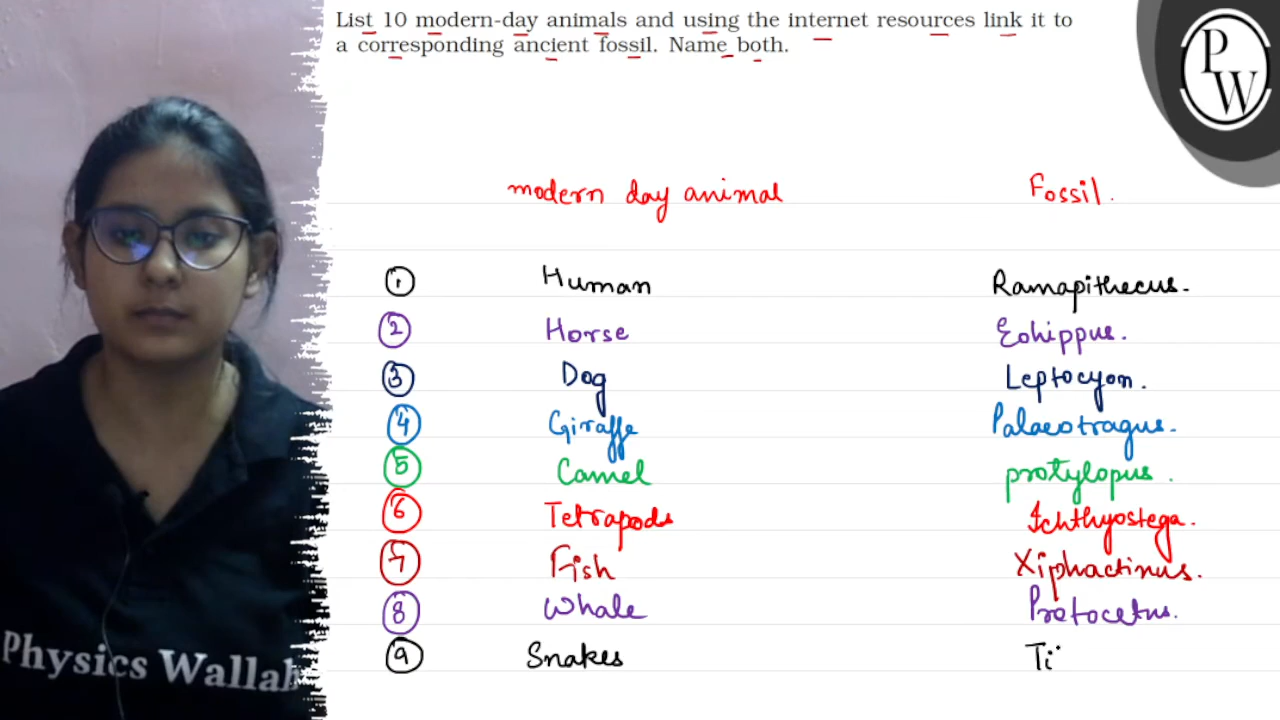 List 10 modern-day animals and using the internet resources link it to
a corresponding ancient fossil. Name both.
PW
modern day animal Fossil.
1 Human Ramapithecus.
2 Horse Eohippus.
3 Dog Leptocyon.
4 Giraffe Palaeotragus.
5 Camel protylopus.
6 Tetrapods Ichthyostega.
7 Fish Xiphactinus.
8 Whale Protocetus.
9 Snakes Ti
Physics Wallah